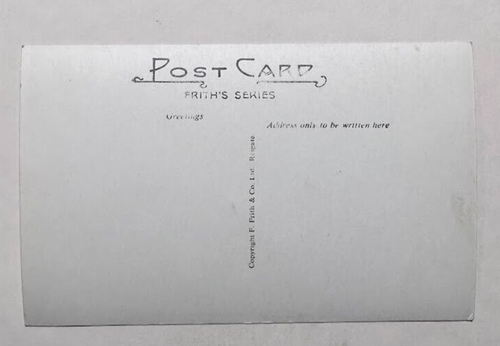 POST CARD
FRITH'S SERIES
Greetings
Address only to be written here
Copyright F. Frith & Co. Ltd. Reigate